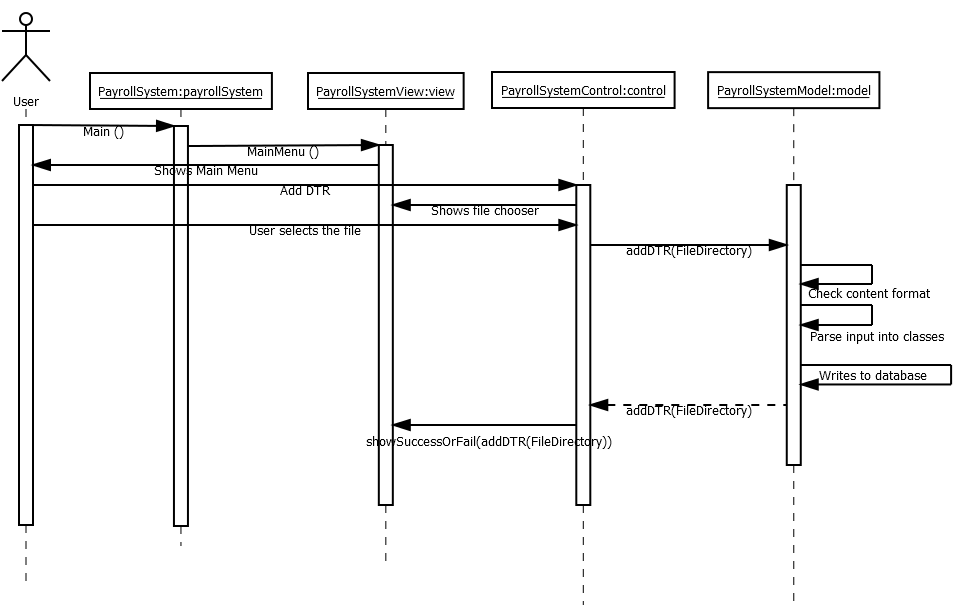 User
PayrollSystem:payrollSystem
PayrollSystemView:view
PayrollSystemControl:control
PayrollSystemModel:model
Main ()
MainMenu ()
Shows Main Menu
Add DTR
Shows file chooser
User selects the file
addDTR(FileDirectory)
Check content format
Parse input into classes
Writes to database
addDTR(FileDirectory)
showSuccessOrFail(addDTR(FileDirectory))